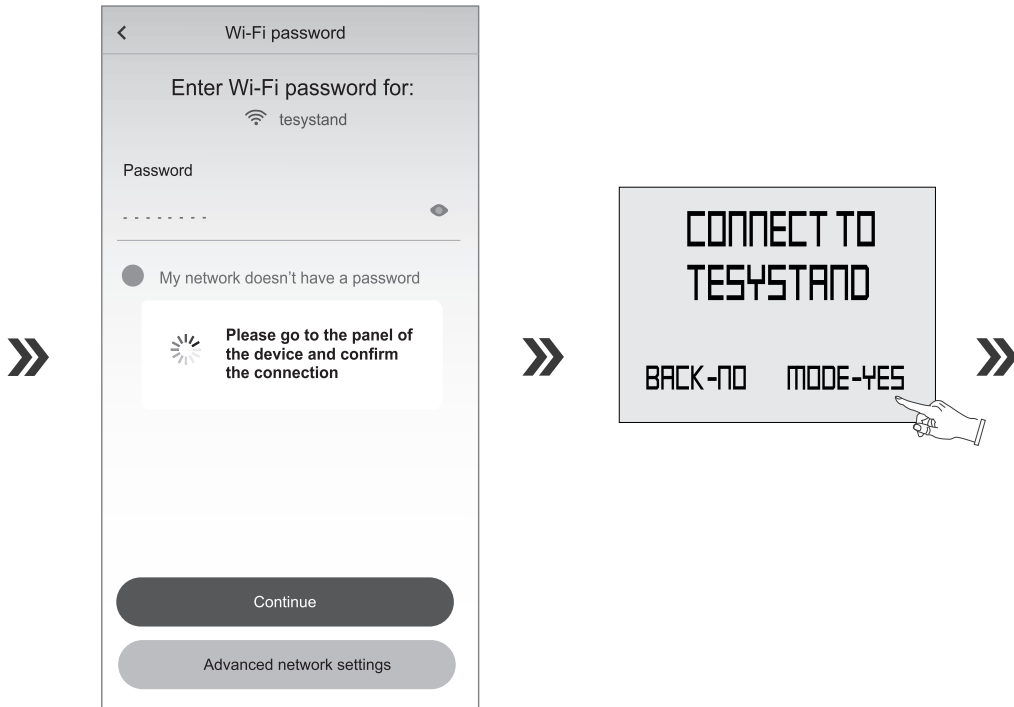 Wi-Fi password
Enter Wi-Fi password for:
tesystand
Password
- - - - - - - -
My network doesn't have a password
Please go to the panel of
the device and confirm
the connection
Continue
Advanced network settings
CONNECT TO
TESYSTAND
BACK-NO MODE-YES